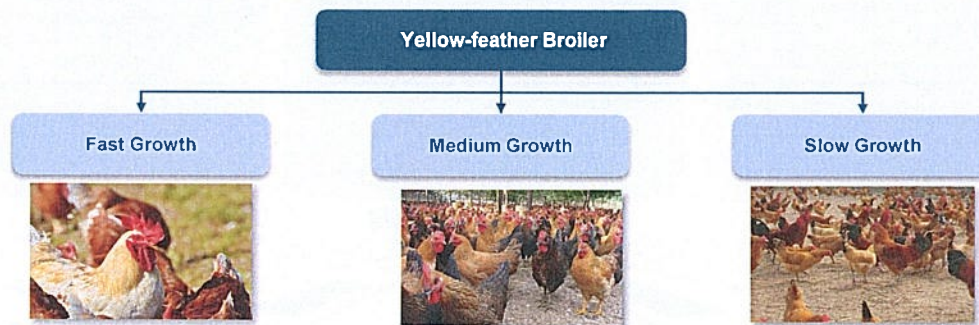 Yellow-feather Broiler
Fast Growth
Medium Growth
Slow Growth